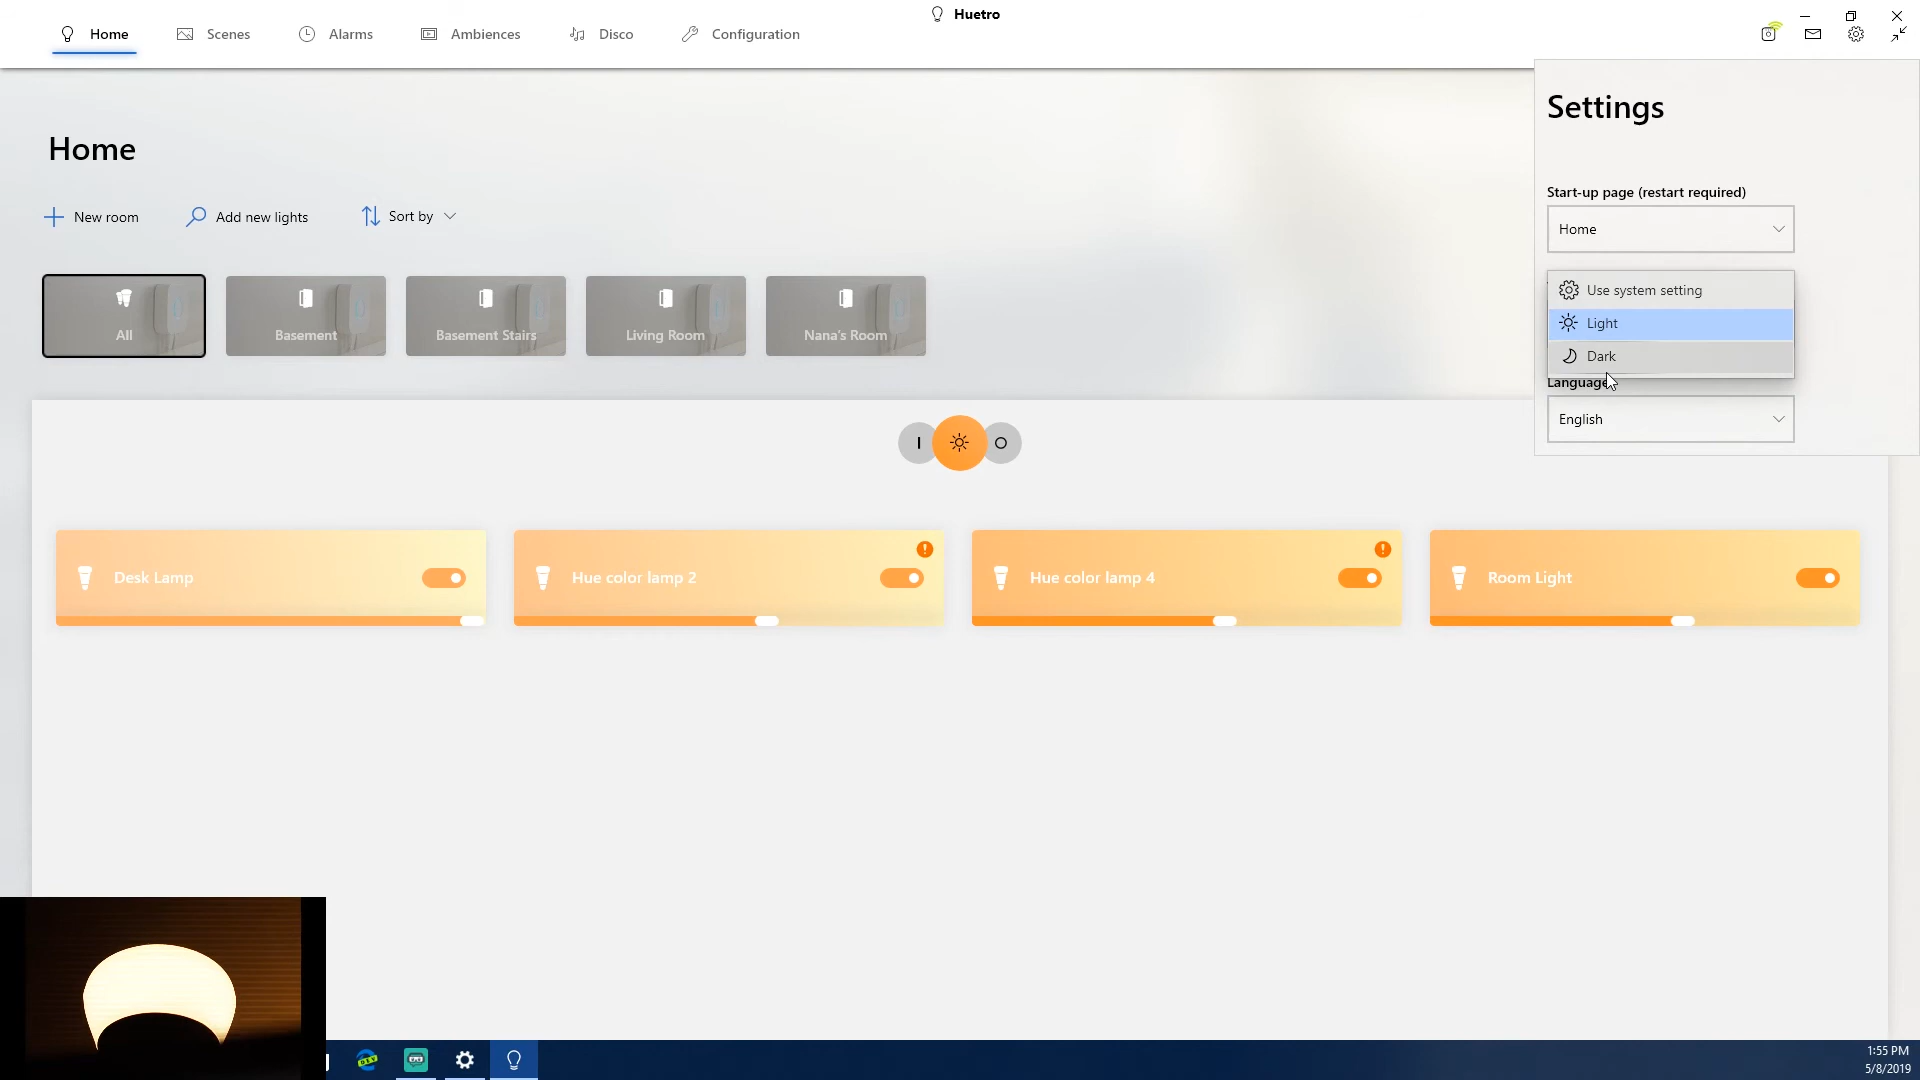 Huetro
Home
Scenes
Alarms
Ambiences
Disco
Configuration
Settings
Home
Start-up page (restart required)
Home
New room
Add new lights
Sort by
Use system setting
Light
Dark
Language
English
All
Basement
Basement Stairs
Living Room
Nana's Room
I
O
Desk Lamp
Hue color lamp 2
Hue color lamp 4
Room Light
DEV
1:55 PM
5/8/2019